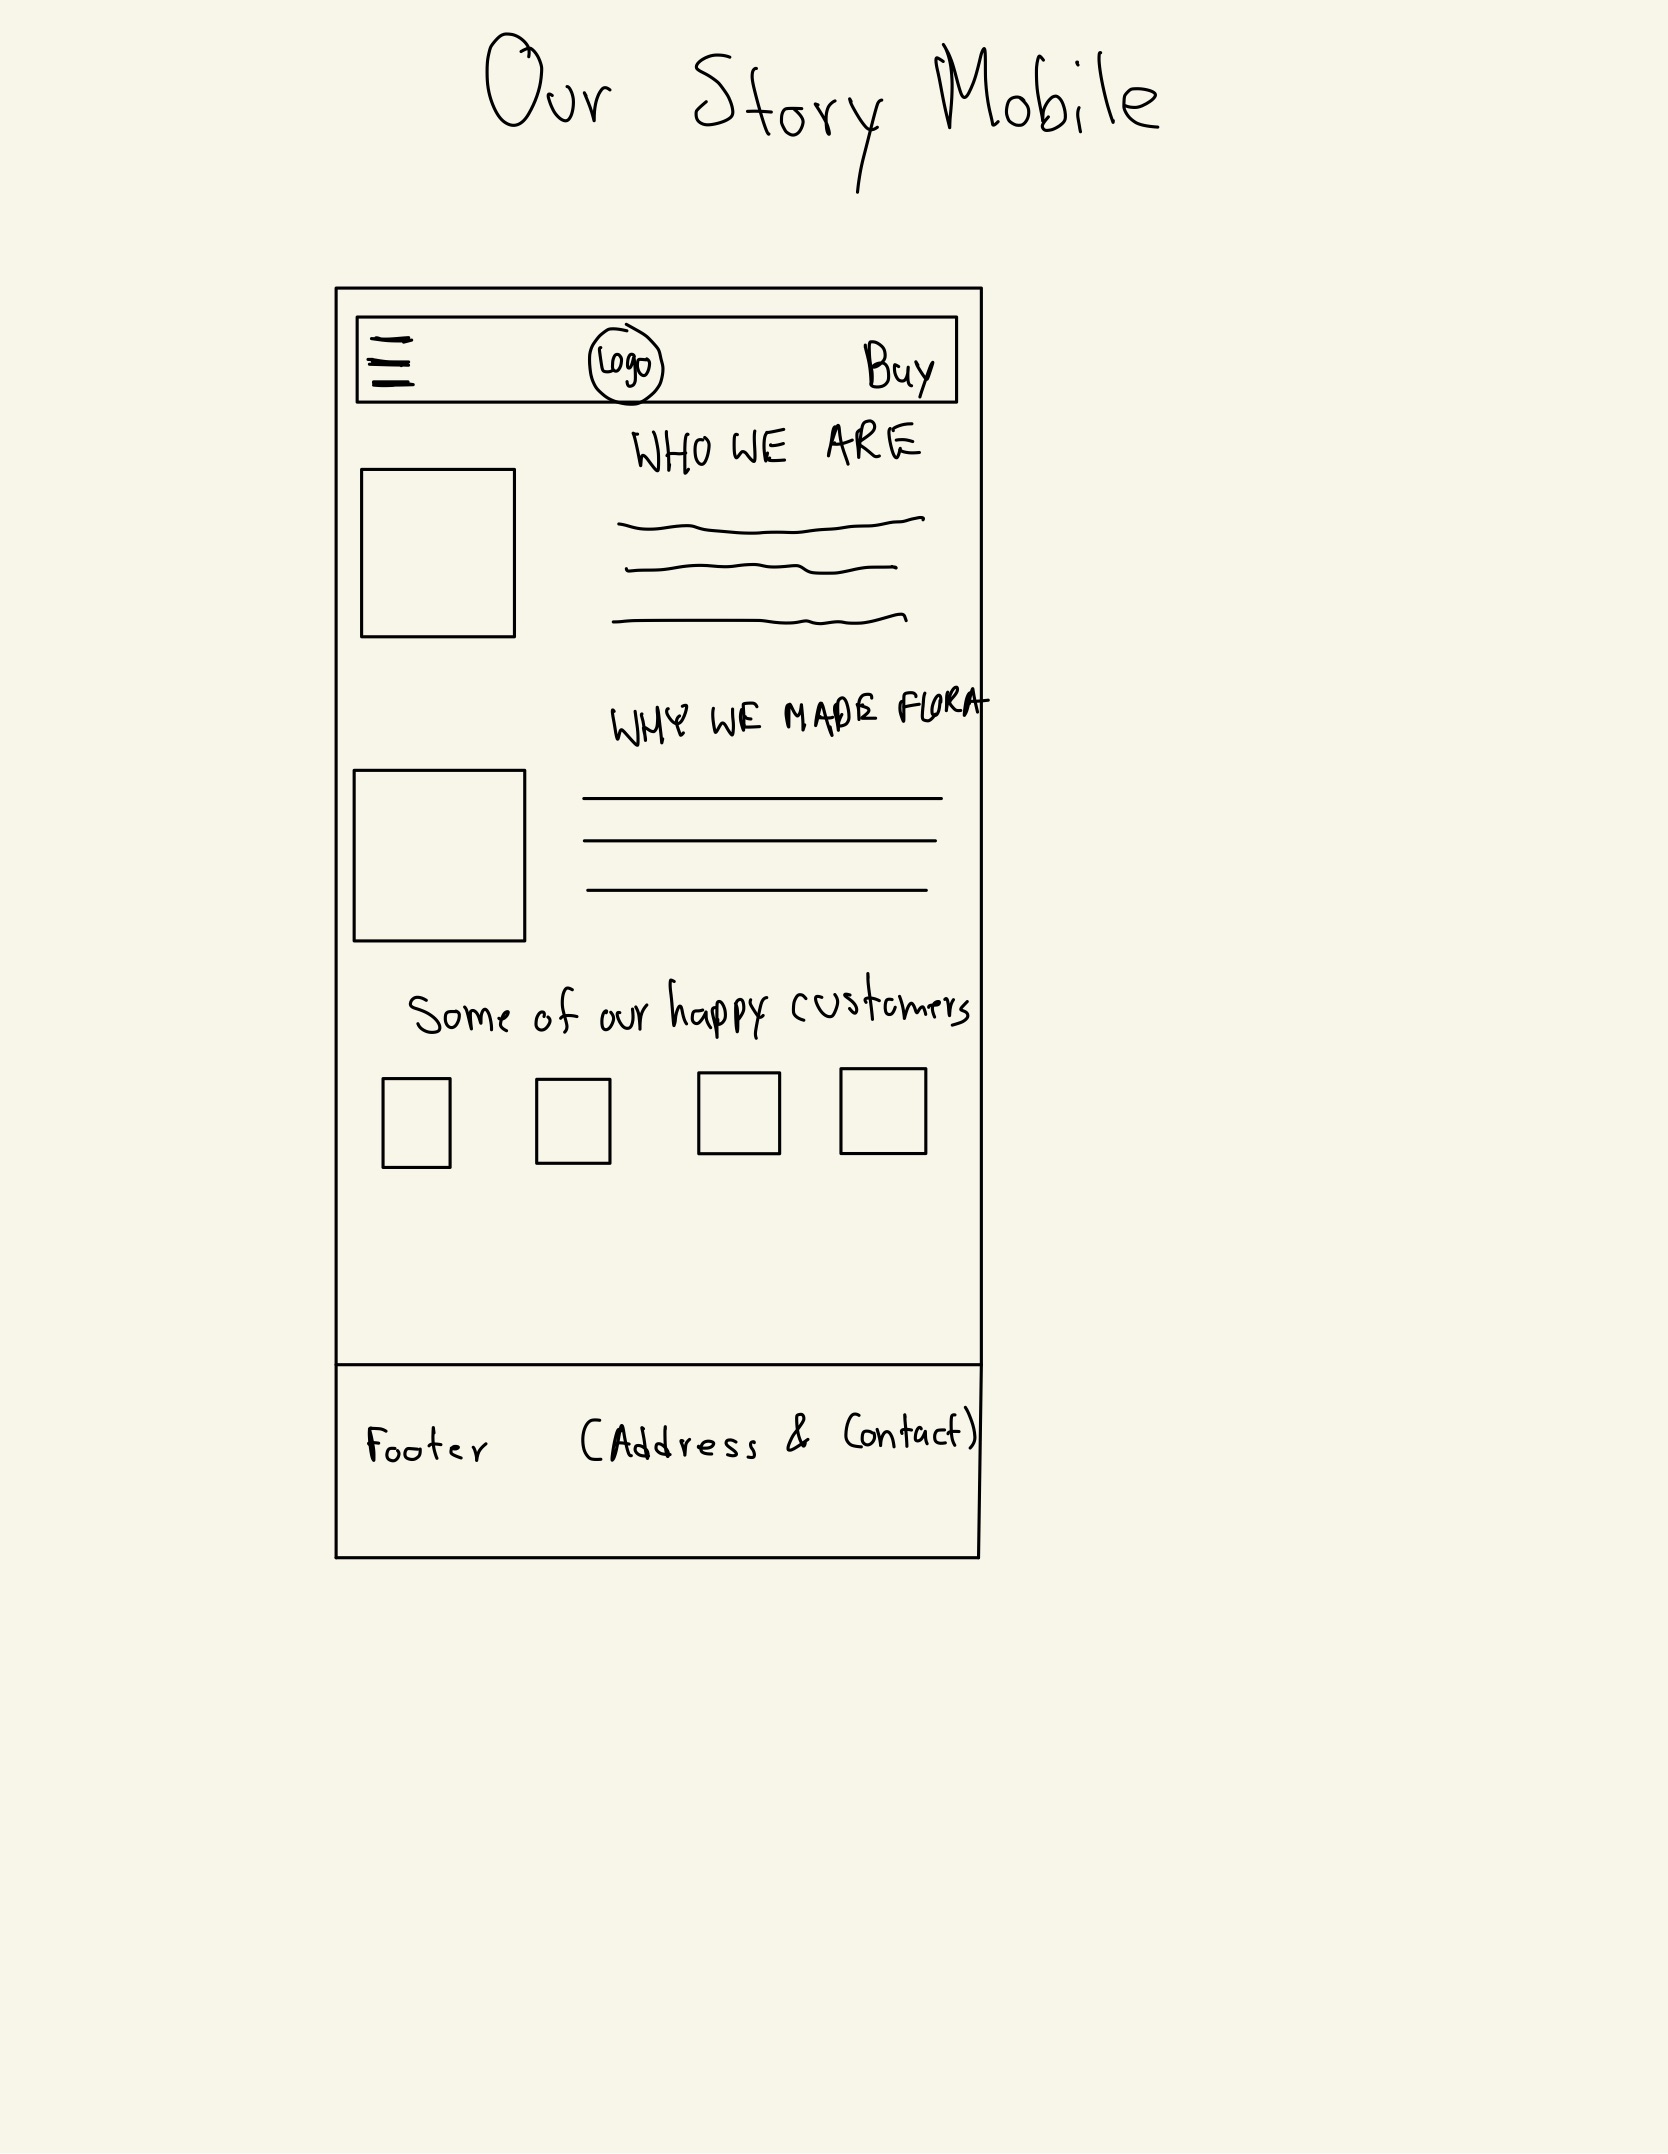 Our Story Mobile
Logo
Buy
WHO WE ARE
WHY WE MADE FLORA
Some of our happy customers
Footer (Address & Contact)